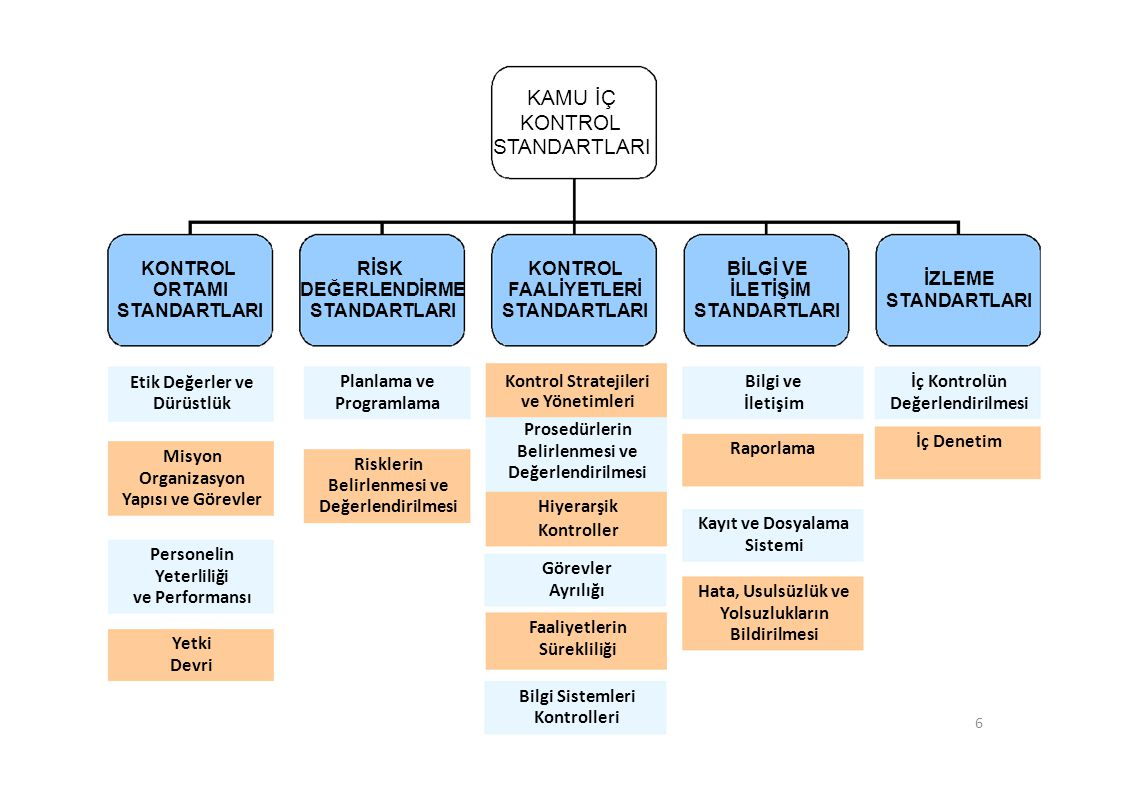 KAMU İÇ
KONTROL
STANDARTLARI
KONTROL
ORTAMI
STANDARTLARI
RİSK
DEĞERLENDİRME
STANDARTLARI
KONTROL
FAALİYETLERİ
STANDARTLARI
BİLGİ VE
İLETİŞİM
STANDARTLARI
İZLEME
STANDARTLARI
Etik Değerler ve
Dürüstlük
Misyon
Organizasyon
Yapısı ve Görevler
Personelin
Yeterliliği
ve Performansı
Yetki
Devri
Planlama ve
Programlama
Risklerin
Belirlenmesi ve
Değerlendirilmesi
Kontrol Stratejileri
ve Yönetimleri
Prosedürlerin
Belirlenmesi ve
Değerlendirilmesi
Hiyerarşik
Kontroller
Görevler
Ayrılığı
Faaliyetlerin
Sürekliliği
Bilgi Sistemleri
Kontrolleri
Bilgi ve
İletişim
Raporlama
Kayıt ve Dosyalama
Sistemi
Hata, Usulsüzlük ve
Yolsuzlukların
Bildirilmesi
İç Kontrolün
Değerlendirilmesi
İç Denetim
6